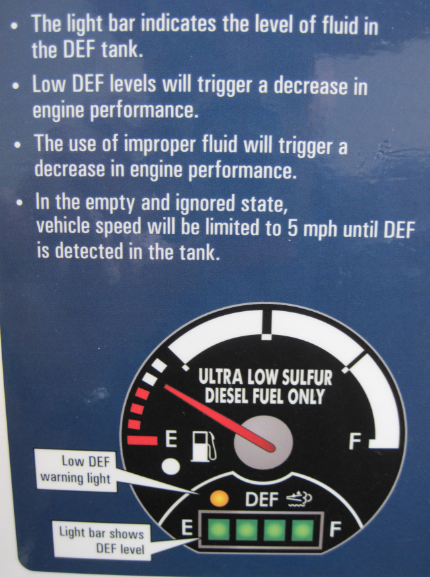 • The light bar indicates the level of fluid in
the DEF tank.
• Low DEF levels will trigger a decrease in
engine performance.
• The use of improper fluid will trigger a
decrease in engine performance.
• In the empty and ignored state,
vehicle speed will be limited to 5 mph until DEF
is detected in the tank.
ULTRA LOW SULFUR
DIESEL FUEL ONLY
E F
Low DEF
warning light
DEF
Light bar shows
DEF level
E F